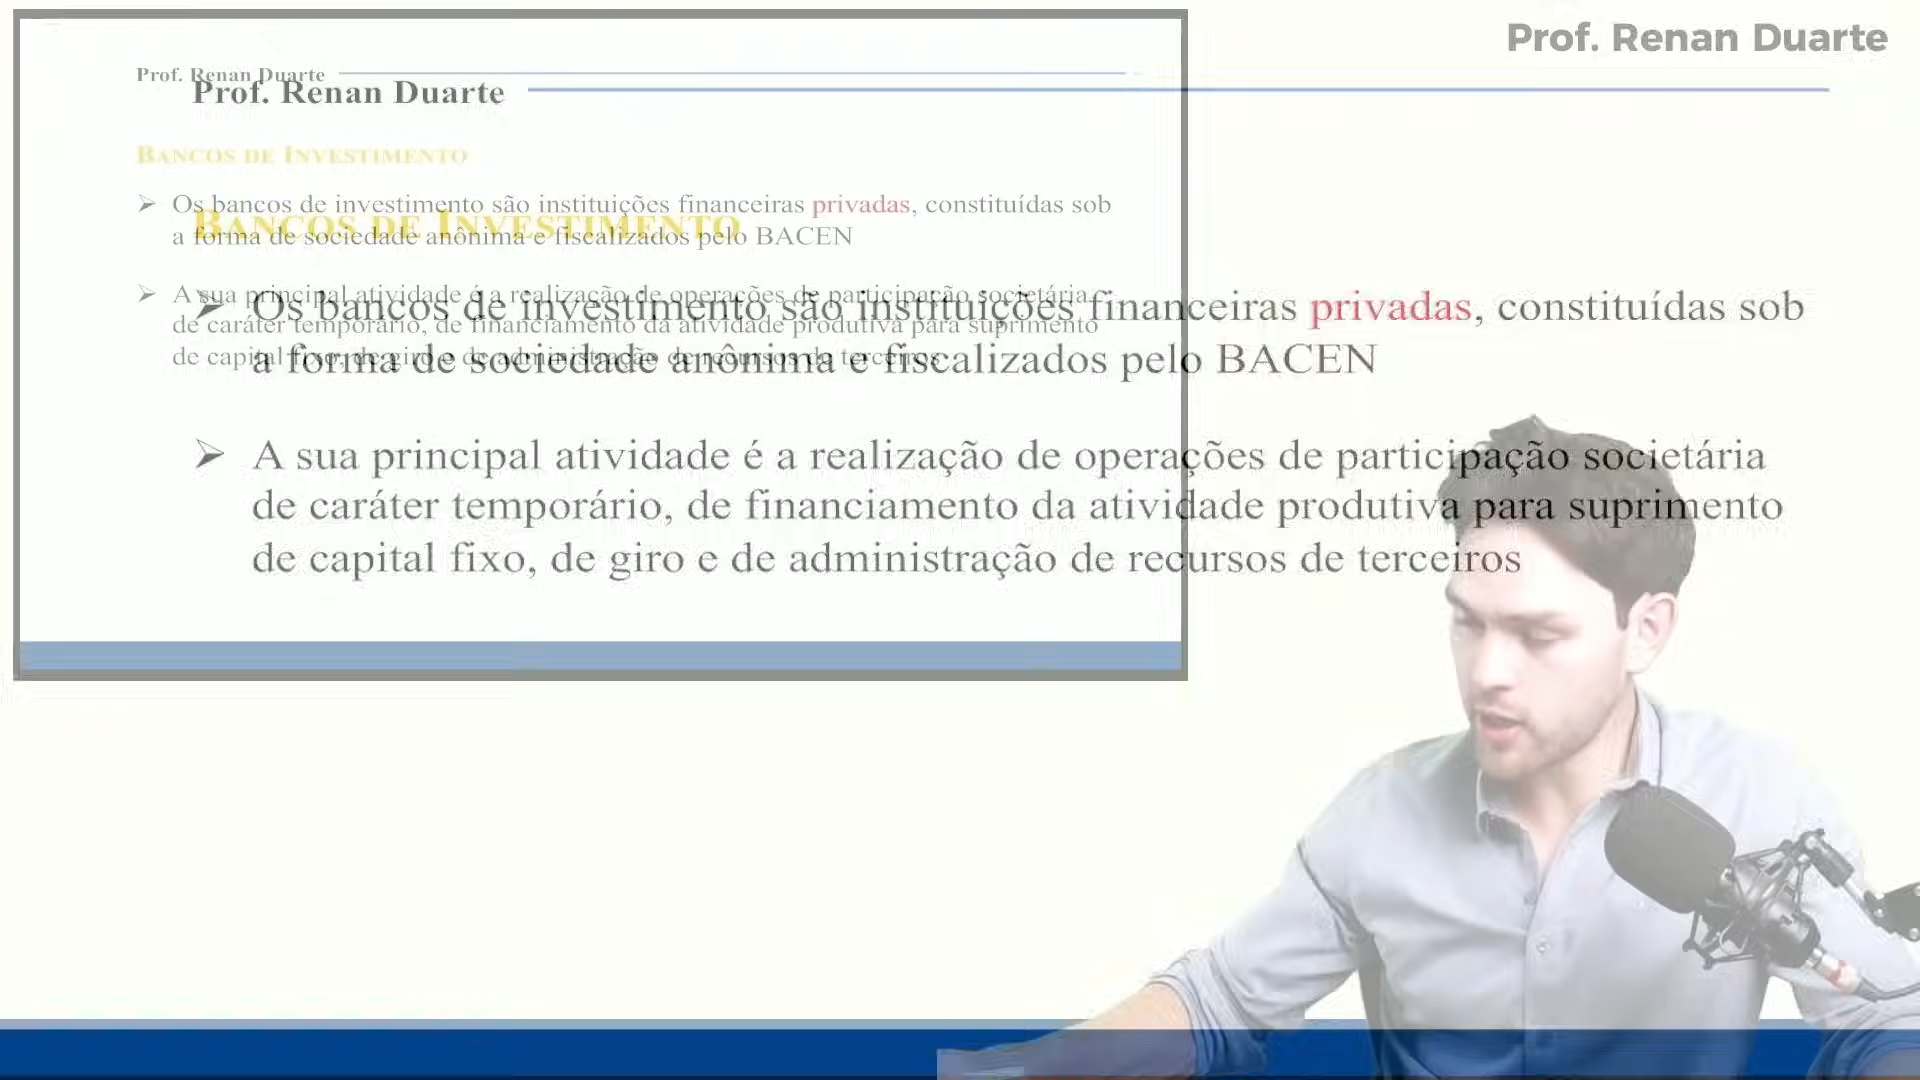 Prof. Renan Duarte
Prof. Renan Duarte
Prof. Renan Duarte
BANCOS DE INVESTIMENTO
➢ Os bancos de investimento são instituições financeiras privadas, constituídas sob
a forma de sociedade anônima e fiscalizados pelo BACEN
➢ A sua principal atividade é a realização de operações de participação societária
de caráter temporário, de financiamento da atividade produtiva para suprimento
de capital fixo, de giro e de administração de recursos de terceiros
BANCOS DE INVESTIMENTO
➢ Os bancos de investimento são instituições financeiras privadas, constituídas sob
a forma de sociedade anônima e fiscalizados pelo BACEN
➢ A sua principal atividade é a realização de operações de participação societária
de caráter temporário, de financiamento da atividade produtiva para suprimento
de capital fixo, de giro e de administração de recursos de terceiros